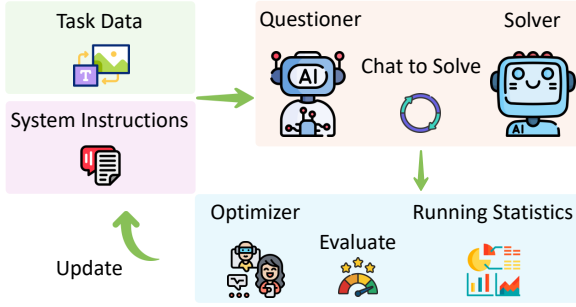 Task Data
T
System Instructions
Questioner
AI
Chat to Solve
Solver
AI
Optimizer
Evaluate
Running Statistics
Update